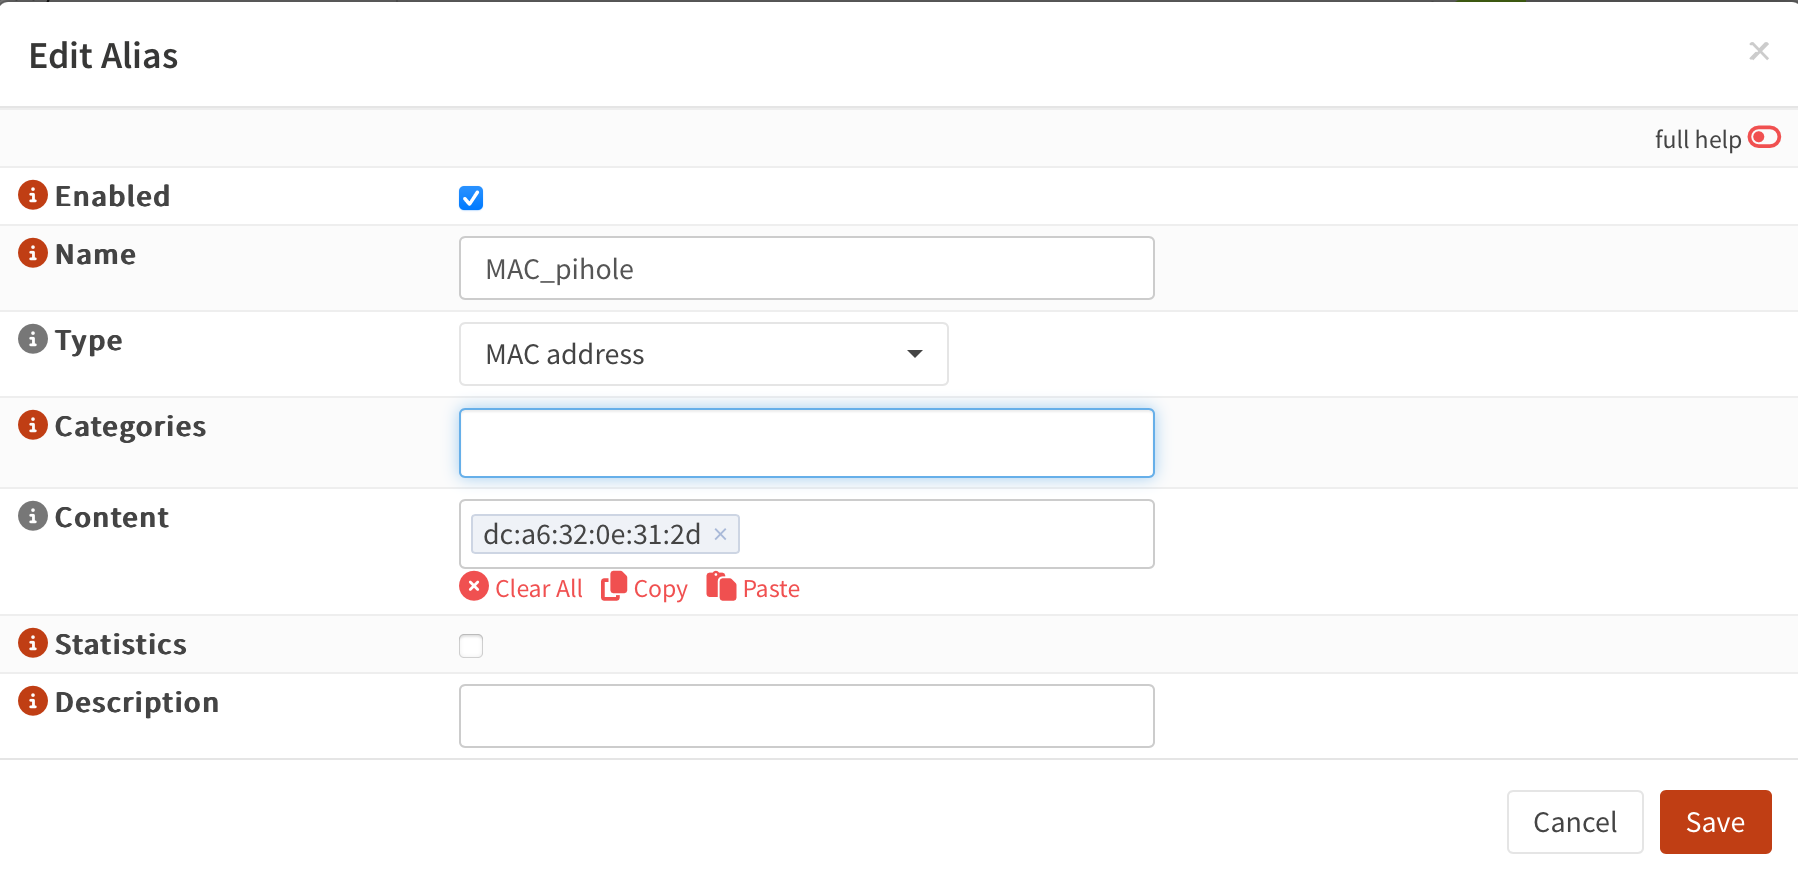 Edit Alias
full help
Enabled
Name
MAC_pihole
Type
MAC address
Categories
Content
dc:a6:32:0e:31:2d
Clear All Copy Paste
Statistics
Description
Cancel Save